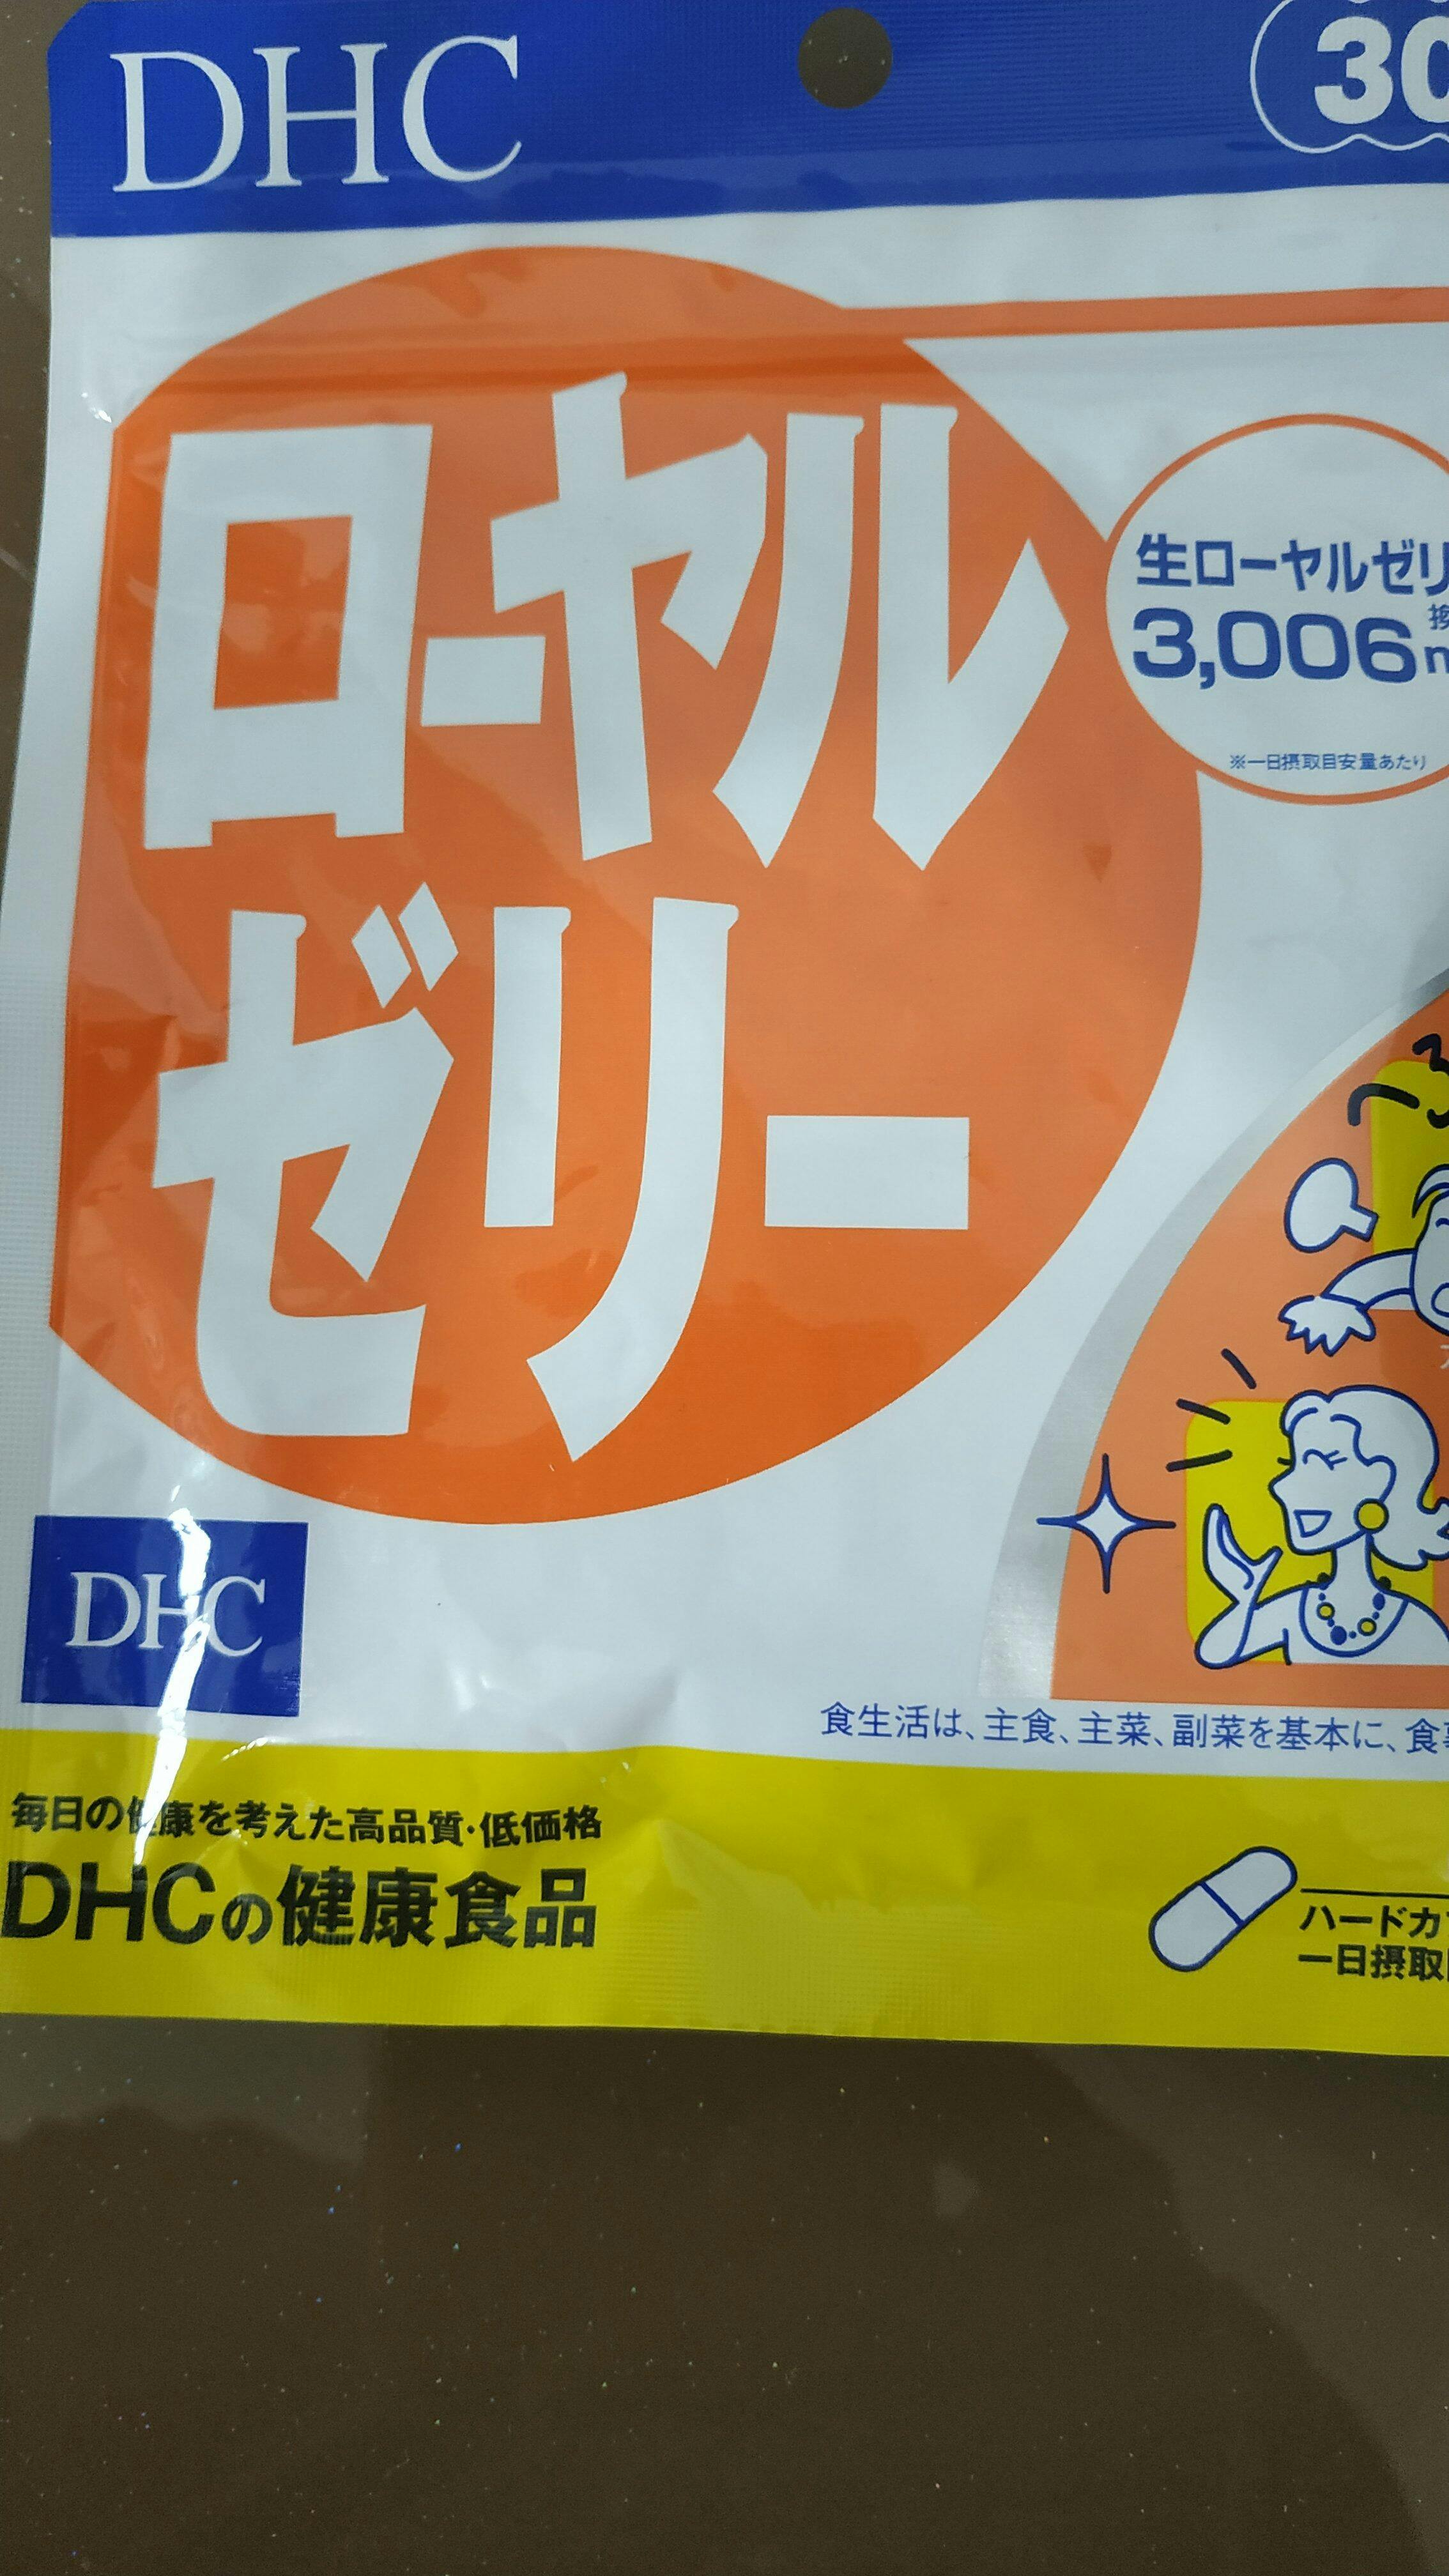 DHC
30
ローヤル
ゼリー
生ローヤルゼリ
3,006
※一日摂取目安量あたり
DHC
食生活は、主食、主菜、副菜を基本に、食
毎日の健康を考えた高品質・低価格
DHCの健康食品
ハードカ
一日摂取